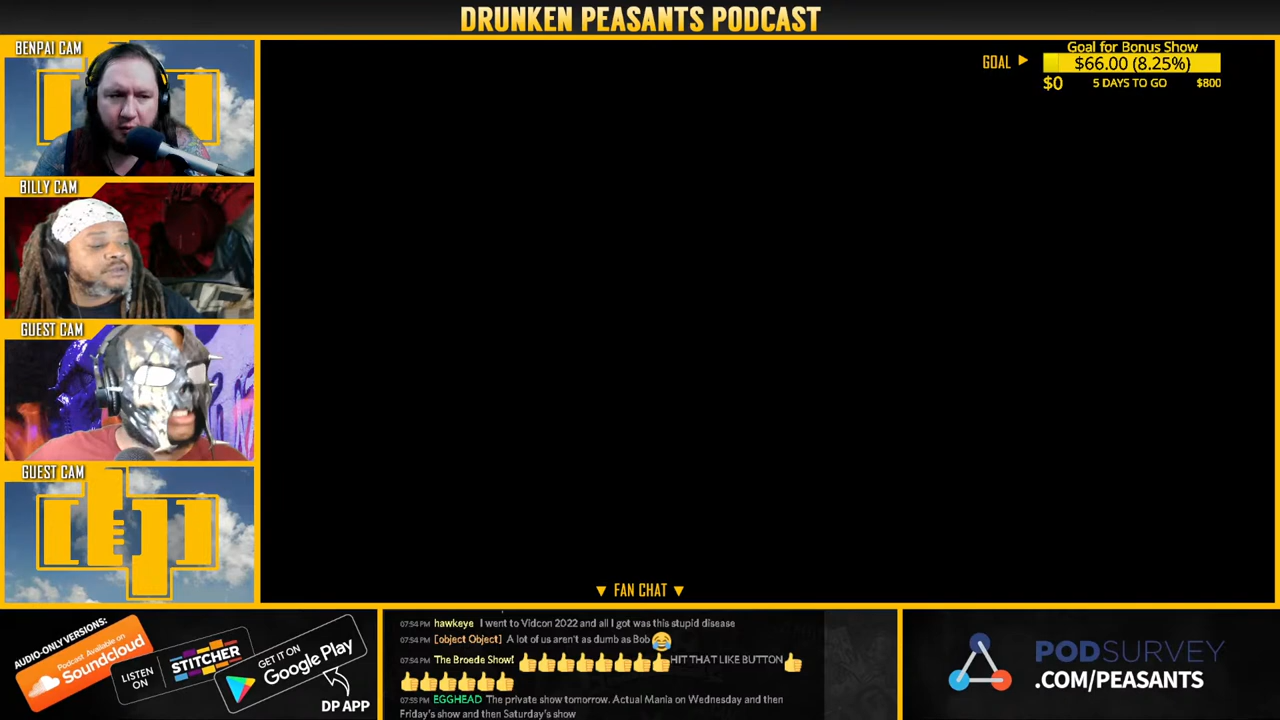 DRUNKEN PEASANTS PODCAST
BENPAI CAM
BILLY CAM
GUEST CAM
GUEST CAM
GOAL
Goal for Bonus Show
$66.00 (8.25%)
$0 5 DAYS TO GO $800
▼ FAN CHAT ▼
AUDIO-ONLY VERSIONS:
Podcast Available on
Soundcloud
LISTEN ON
STITCHER
GET IT ON
Google Play
DP APP
07:54 PM hawkeye I went to Vidcon 2022 and all I got was this stupid disease
07:54 PM [object Object] A lot of us aren't as dumb as Bob😂
07:54 PM The Broede Show! 👍👍👍👍👍👍👍👍HIT THAT LIKE BUTTON👍
👍👍👍👍👍👍
07:55 PM EGGHEAD The private show tomorrow. Actual Mania on Wednesday and then
Friday's show and then Saturday's show
PODSURVEY
.COM/PEASANTS